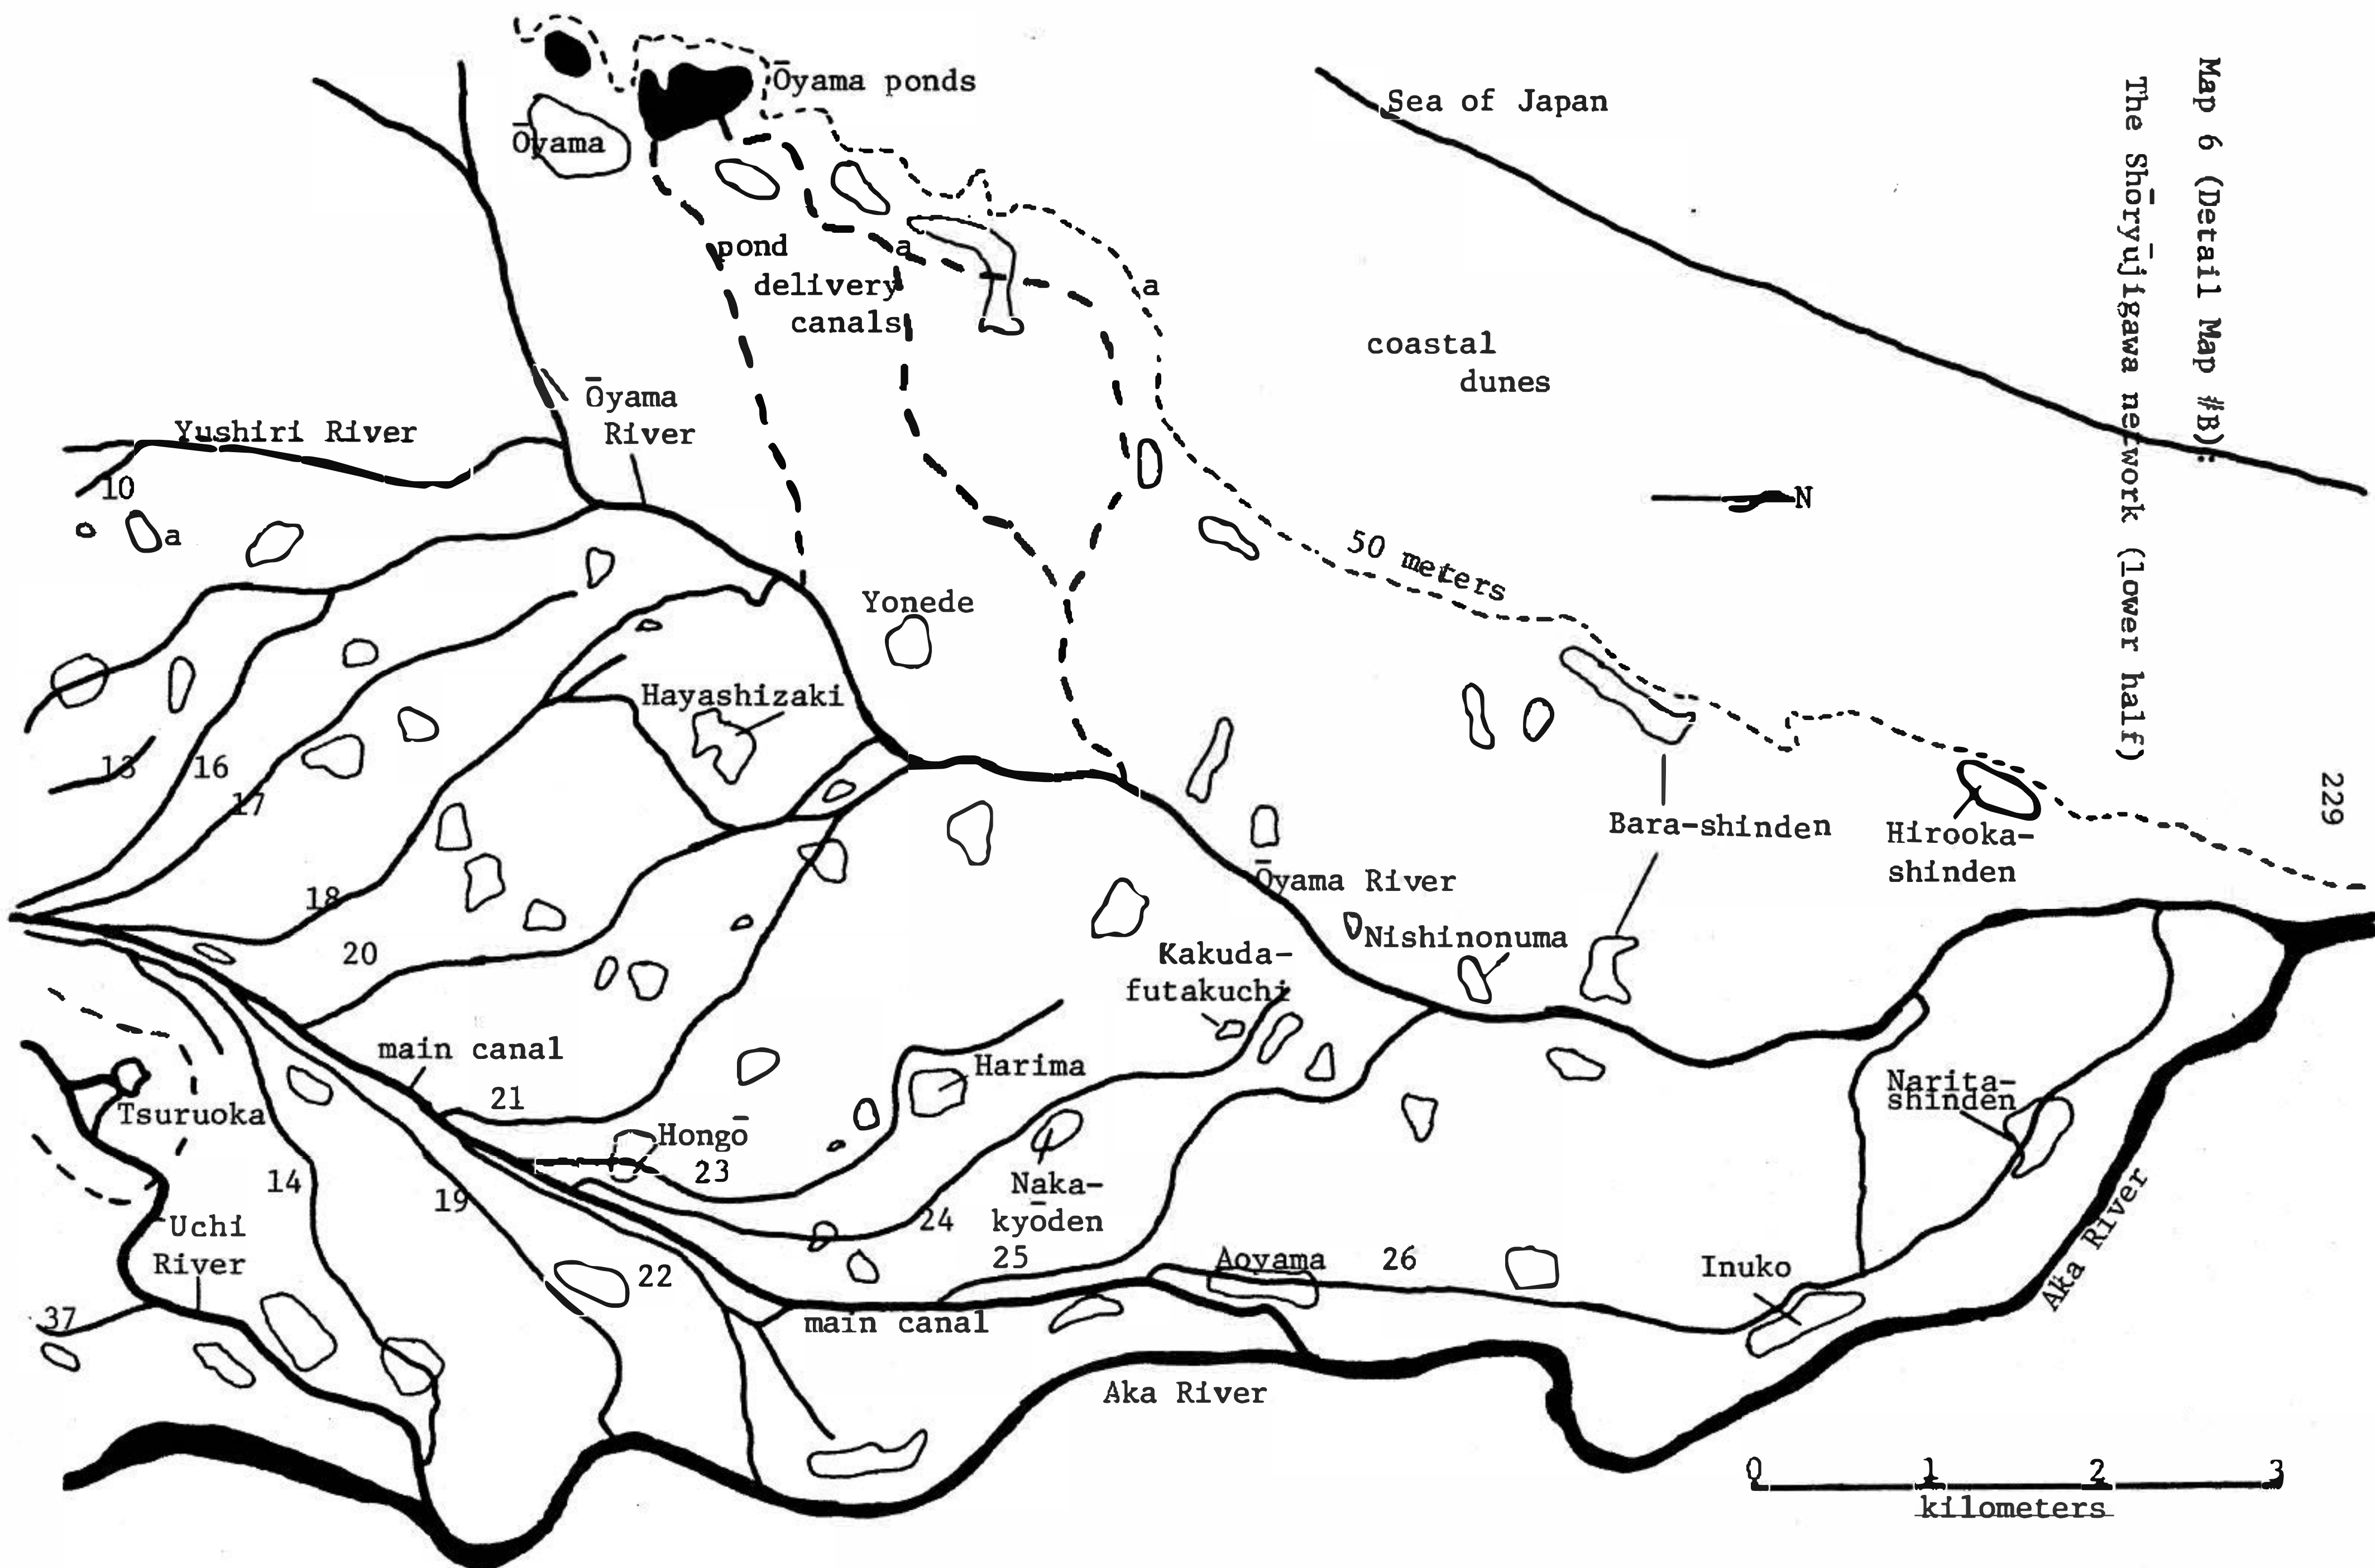 Map 6 (Detail Map #B):
The Shōryūjigawa network (lower half)
229
Ōyama ponds
Sea of Japan
Ōyama
pond
delivery
canals
a
a
coastal
dunes
Ōyama
River
Yushiri River
10
a
N
50 meters
Yonede
Hayashizaki
13
16
17
18
20
Bara-shinden
Hirooka-
shinden
Ōyama River
Nishinonuma
Kakuda-
futakuchi
main canal
21
Harima
Narita-
shinden
Tsuruoka
Hongō
23
14
19
Naka-
kyōden
24
25
Uchi
River
22
Aoyama
26
Inuko
Aka River
37
main canal
Aka River
0 1 2 3
kilometers